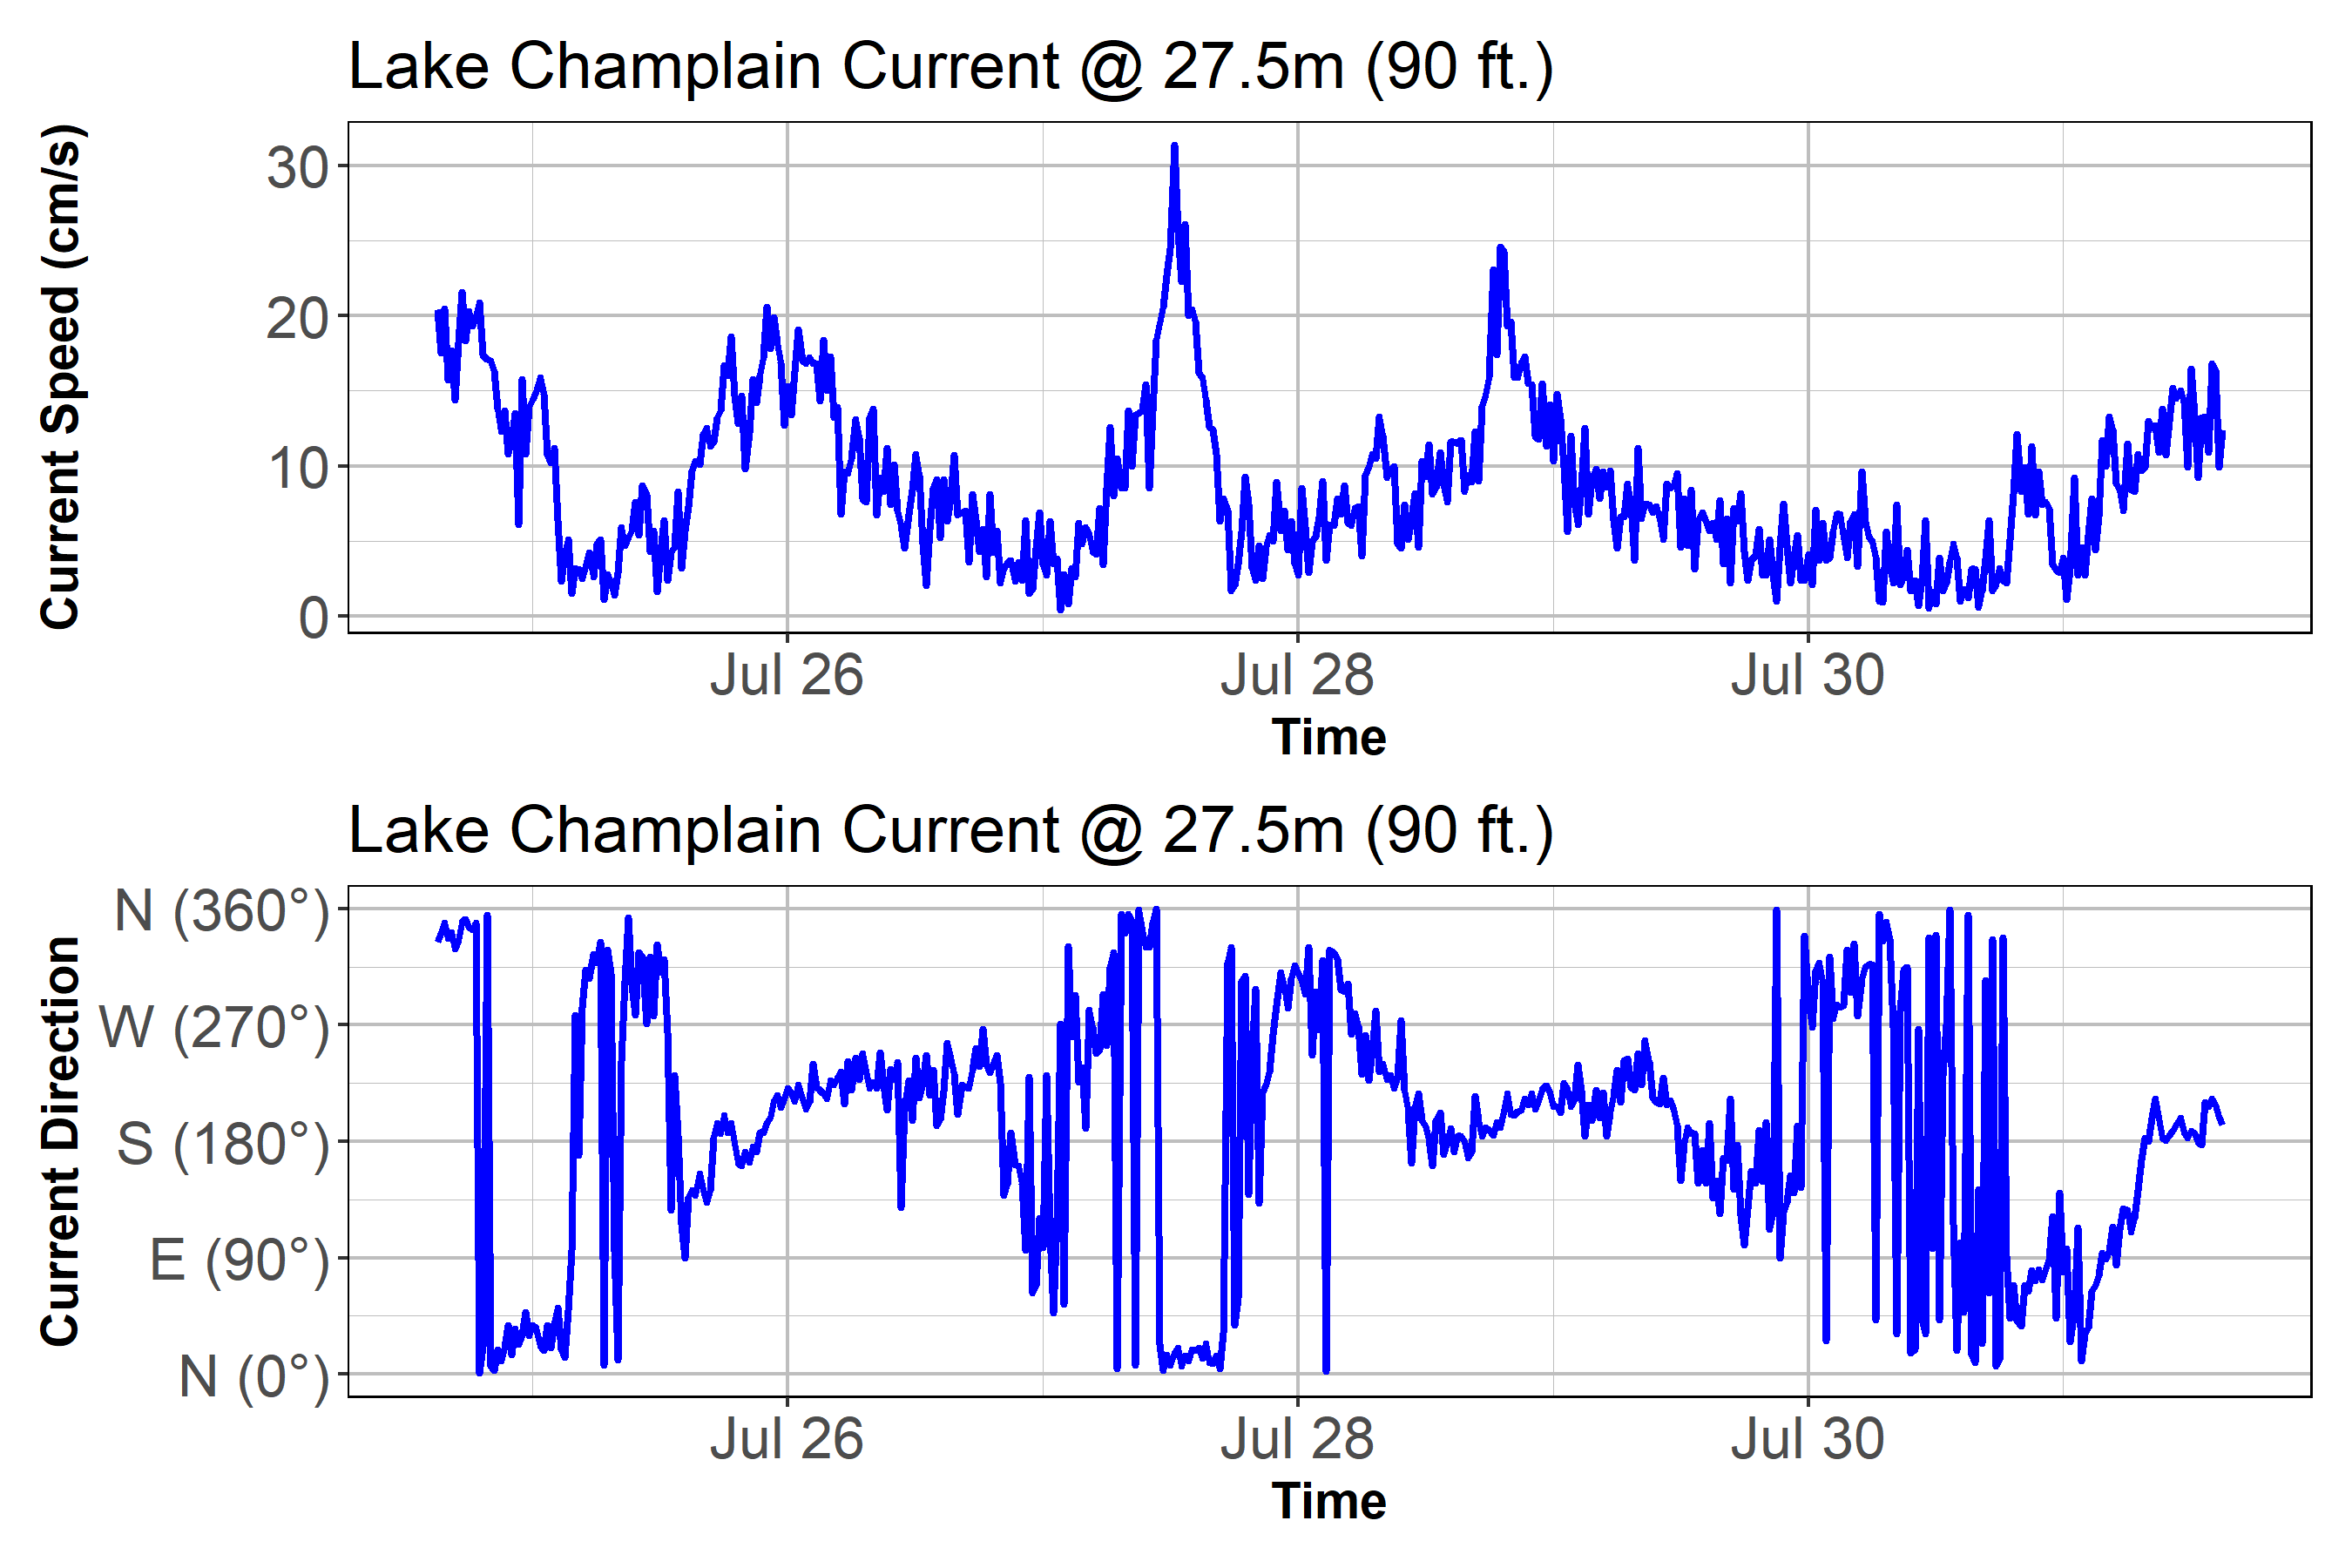 Lake Champlain Current @ 27.5m (90 ft.)
Current Speed (cm/s)
30
20
10
0
Jul 26 Jul 28 Jul 30
Time
Lake Champlain Current @ 27.5m (90 ft.)
Current Direction
N (360°)
W (270°)
S (180°)
E (90°)
N (0°)
Jul 26 Jul 28 Jul 30
Time